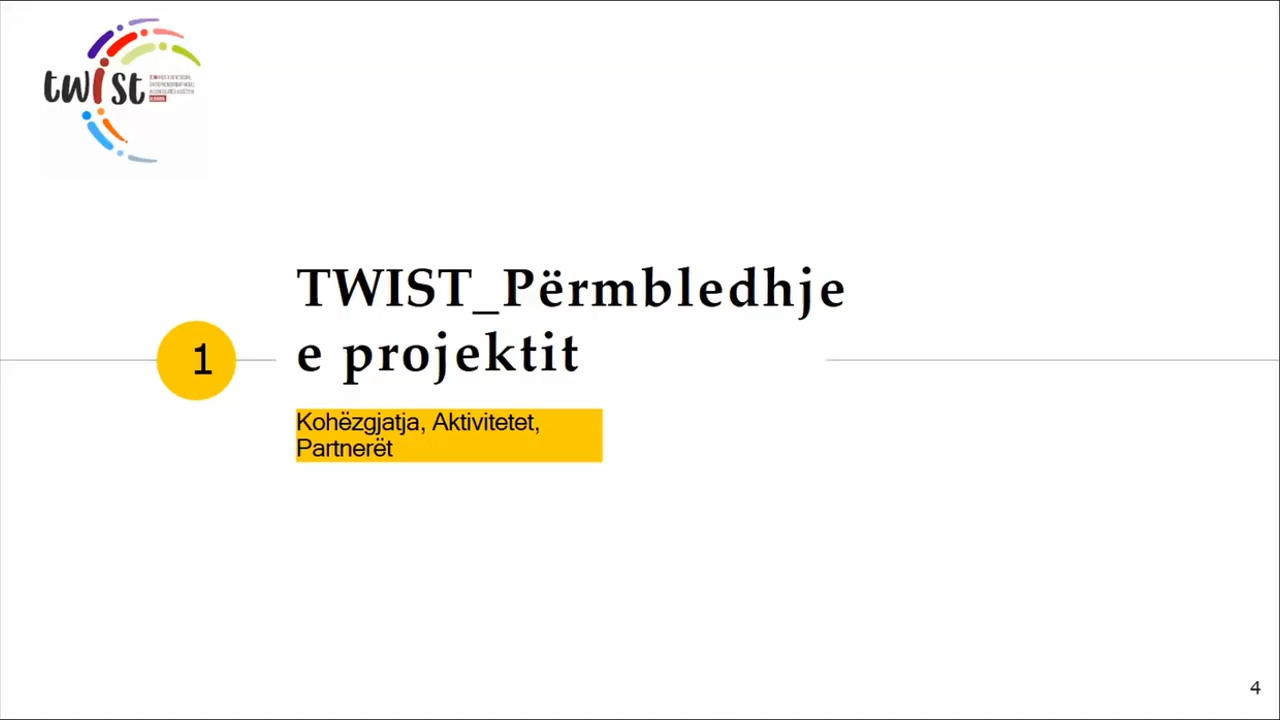 twist
1
TWIST_Përmbledhje
e projektit
Kohëzgjatja, Aktivitetet,
Partnerët
4